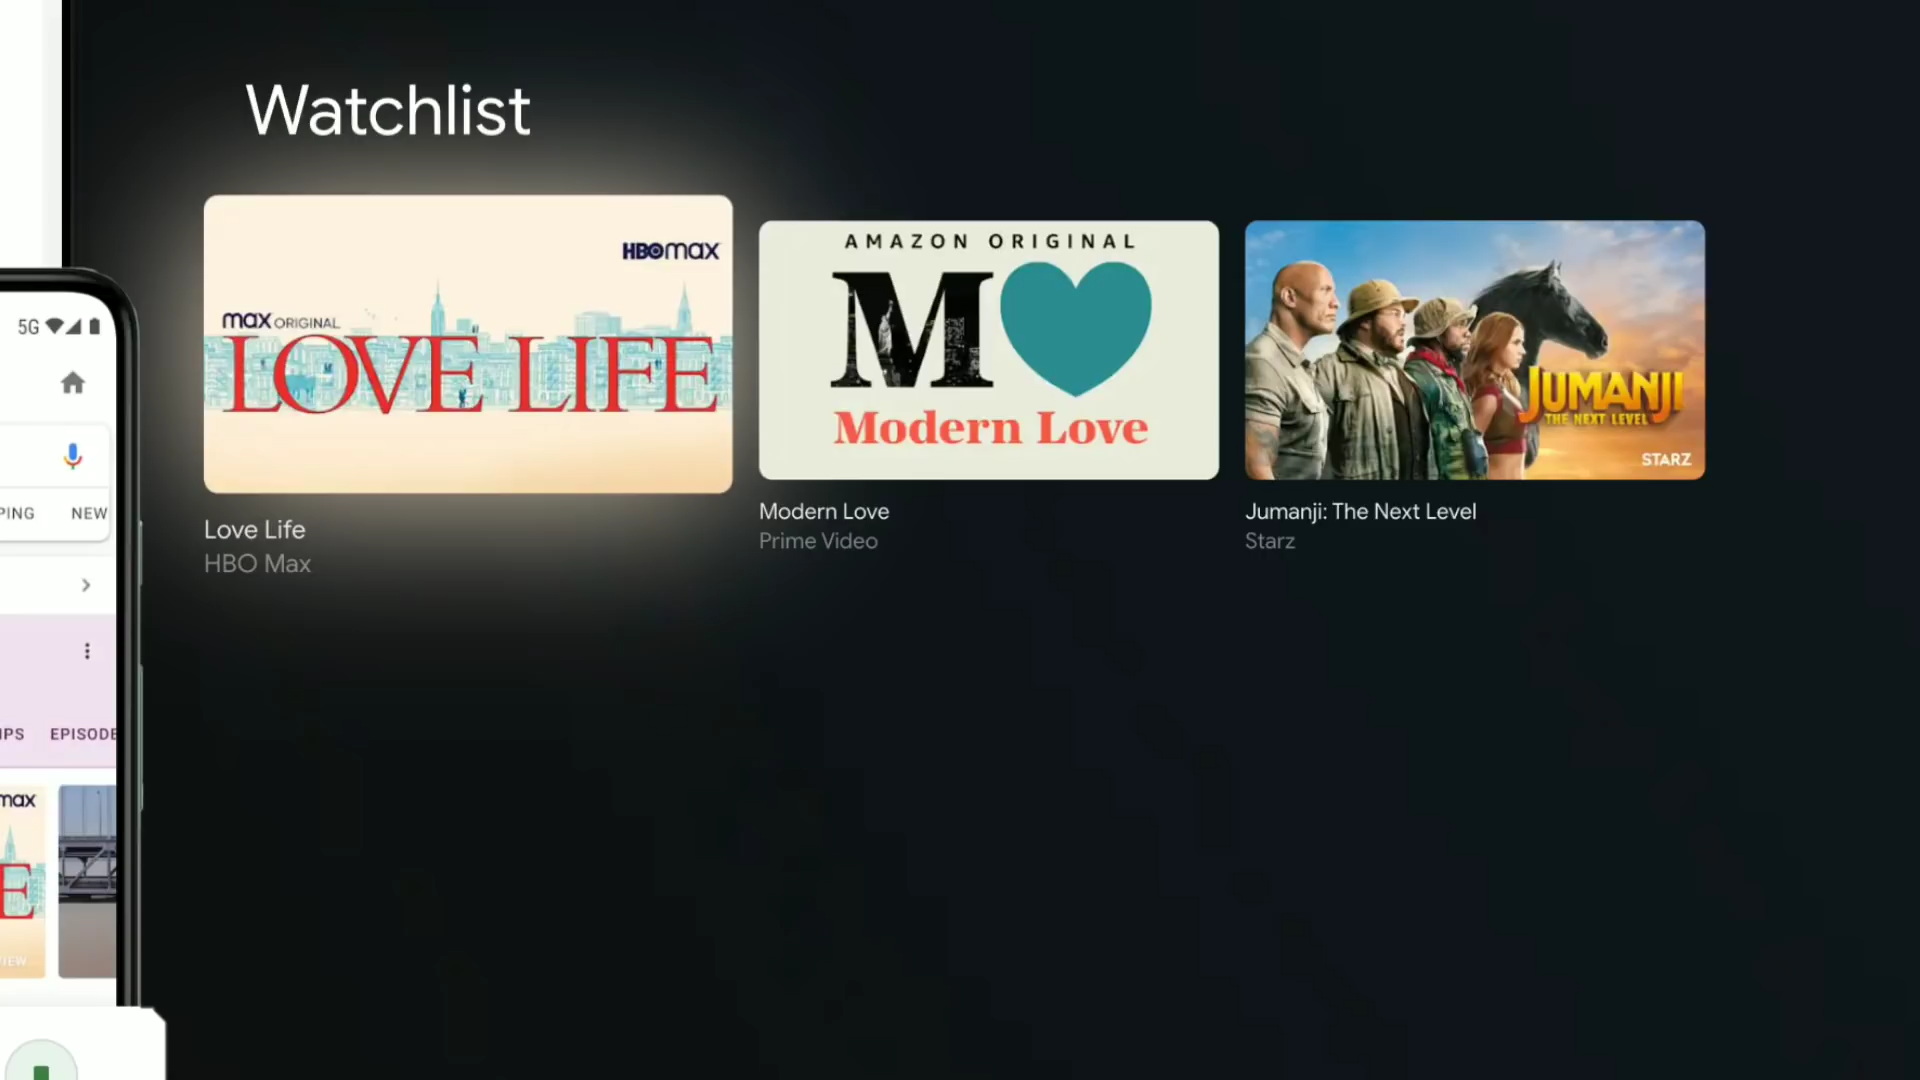 Watchlist
HBOmax
max ORIGINAL
LOVE LIFE
Love Life
HBO Max
AMAZON ORIGINAL
M
Modern Love
Modern Love
Prime Video
JUMANJI
THE NEXT LEVEL
STARZ
Jumanji: The Next Level
Starz
5G
PING NEW
IPS EPISODE
max
E
IEW